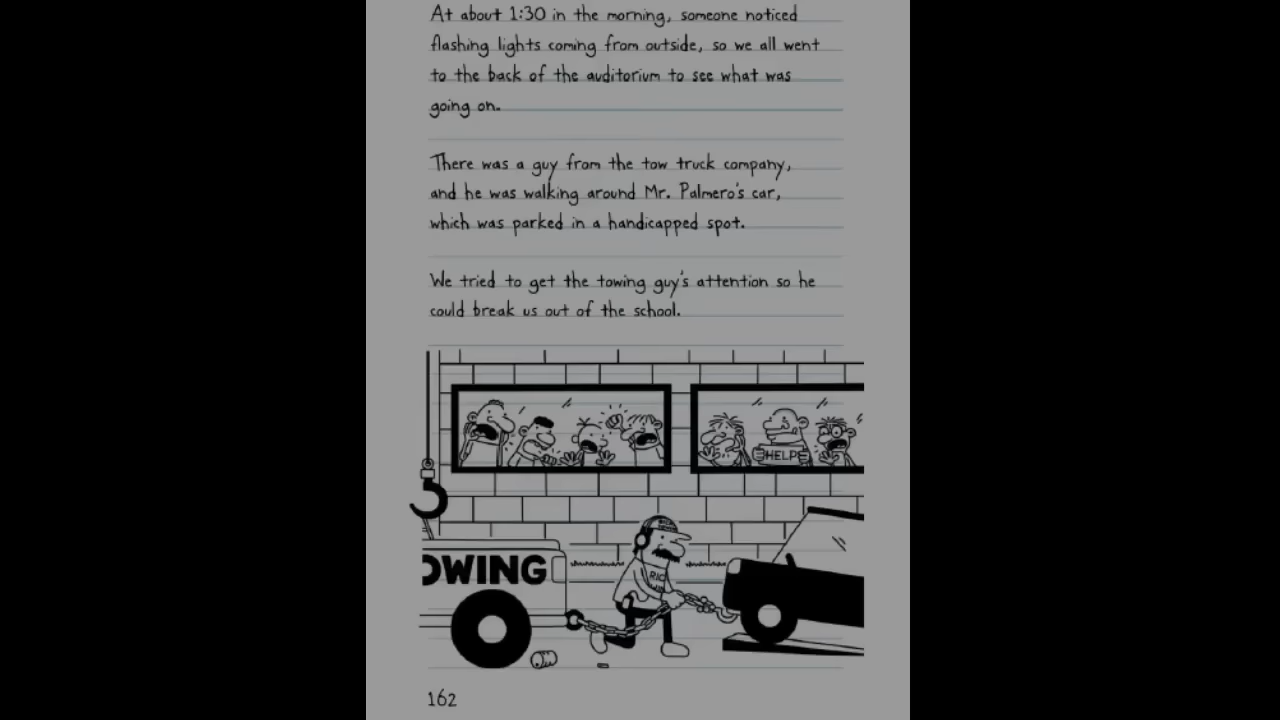 At about 1:30 in the morning, someone noticed
flashing lights coming from outside, so we all went
to the back of the auditorium to see what was
going on.
There was a guy from the tow truck company,
and he was walking around Mr. Palmero's car,
which was parked in a handicapped spot.
We tried to get the towing guy's attention so he
could break us out of the school.
HELP
OWING
RIC
162